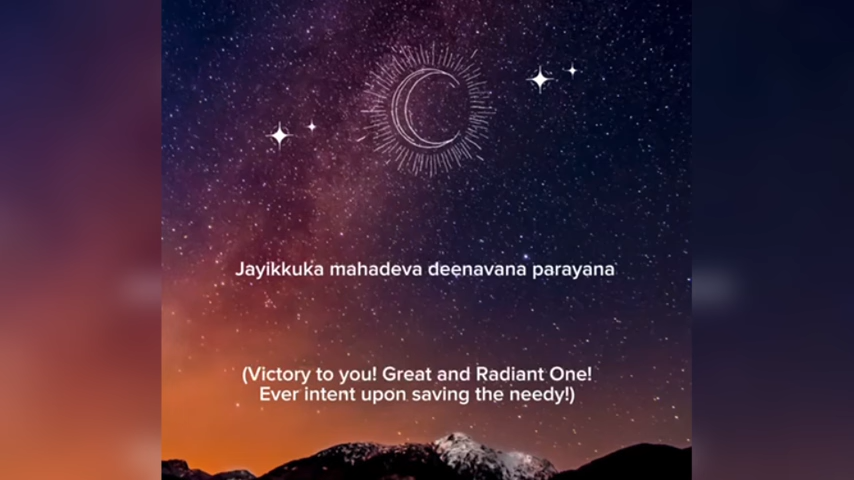 Jayikkuka mahadeva deenavana parayana
(Victory to you! Great and Radiant One!
Ever intent upon saving the needy!)